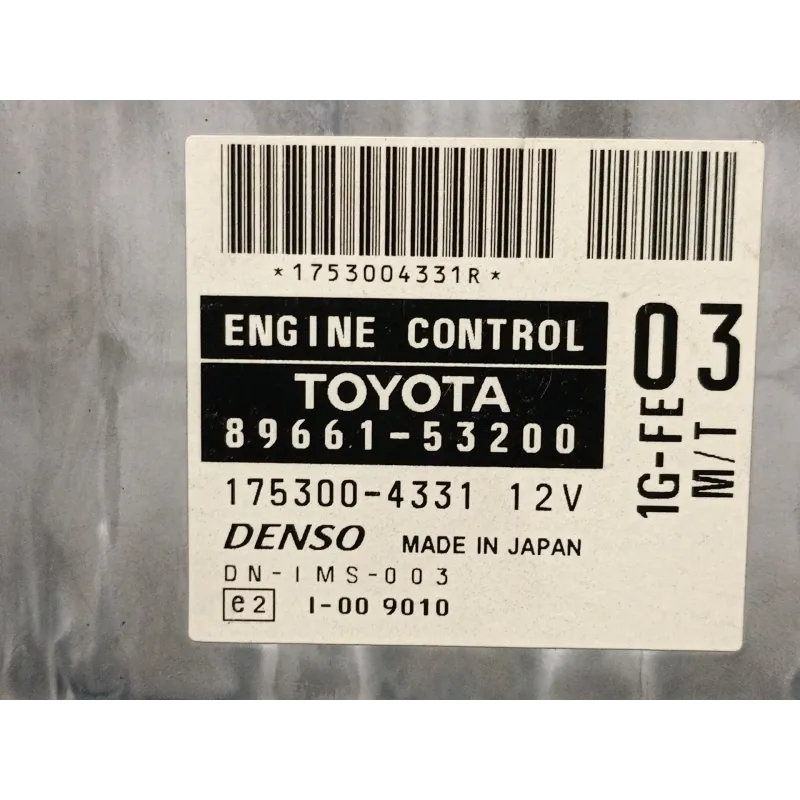 *1753004331R*
ENGINE CONTROL
TOYOTA
89661-53200
175300-4331 12V
DENSO MADE IN JAPAN
DN-IMS-003
e2 I-00 9010
03
1G-FE
M/T